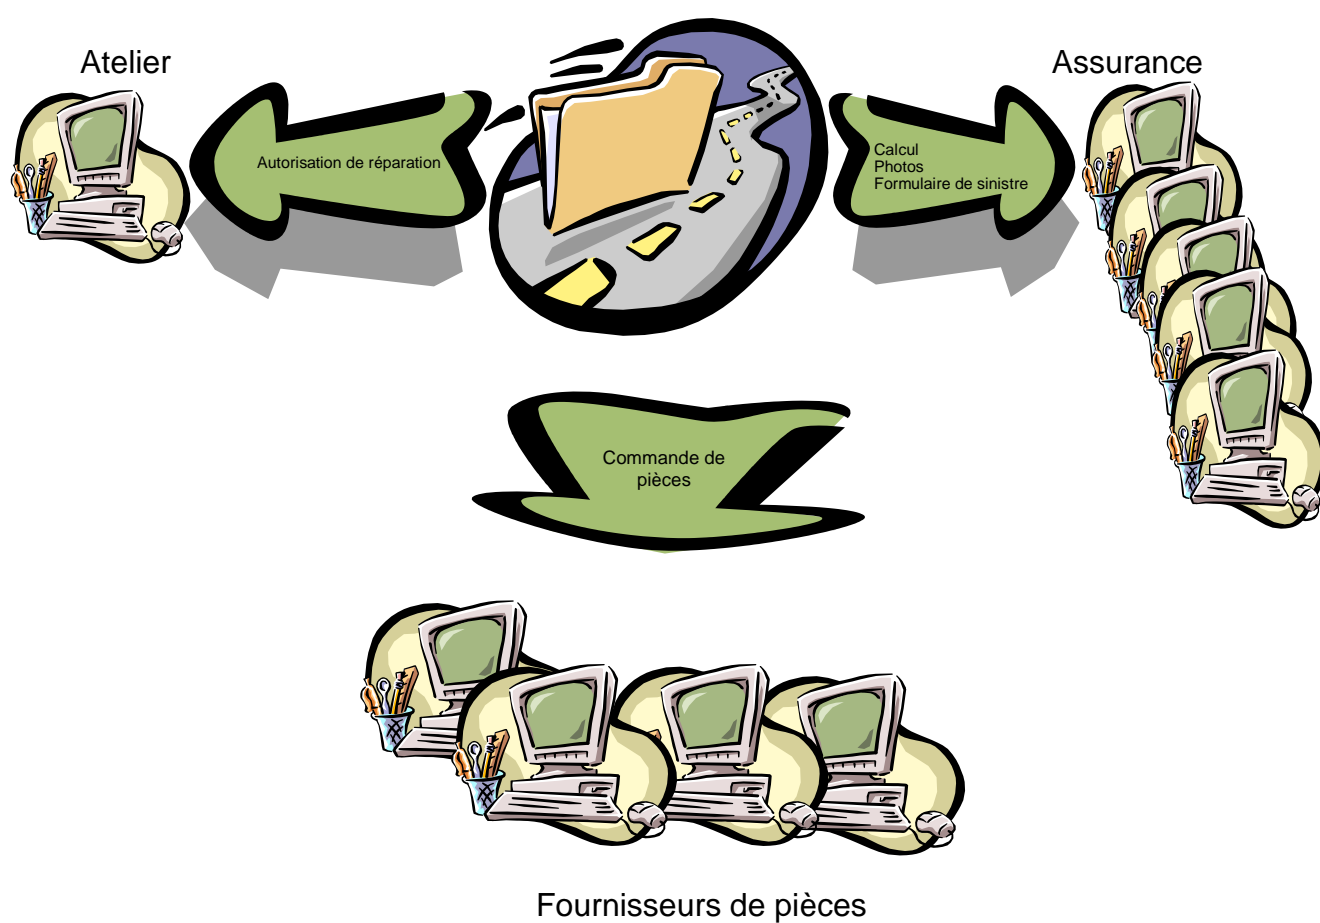 Atelier
Assurance
Autorisation de réparation
Calcul
Photos
Formulaire de sinistre
Commande de
pièces
Fournisseurs de pièces